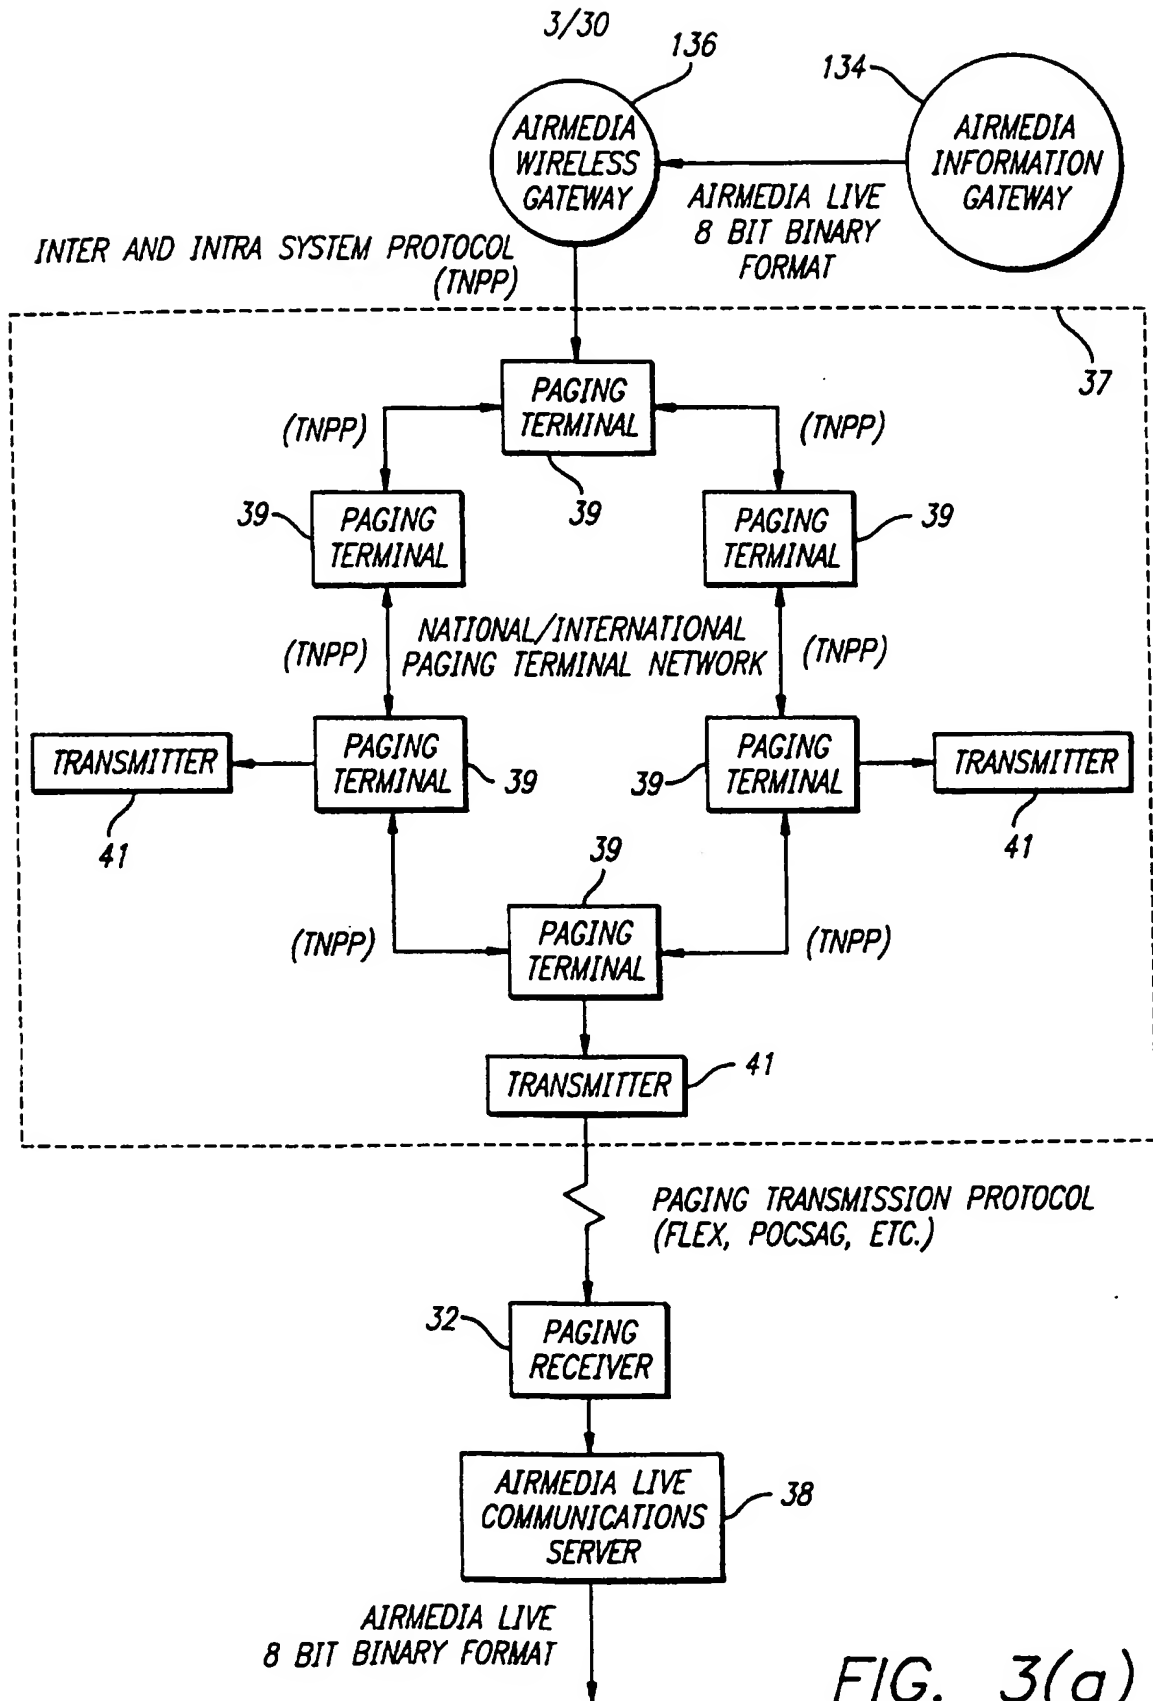 3/30
136
134
AIRMEDIA
WIRELESS
GATEWAY
AIRMEDIA
INFORMATION
GATEWAY
AIRMEDIA LIVE
8 BIT BINARY
FORMAT
INTER AND INTRA SYSTEM PROTOCOL
(TNPP)
37
PAGING
TERMINAL
39
(TNPP)
(TNPP)
39
PAGING
TERMINAL
PAGING
TERMINAL
39
NATIONAL/INTERNATIONAL
PAGING TERMINAL NETWORK
(TNPP)
(TNPP)
TRANSMITTER
41
PAGING
TERMINAL
39
39
PAGING
TERMINAL
TRANSMITTER
41
39
PAGING
TERMINAL
(TNPP)
(TNPP)
TRANSMITTER
41
PAGING TRANSMISSION PROTOCOL
(FLEX, POCSAG, ETC.)
32
PAGING
RECEIVER
AIRMEDIA LIVE
COMMUNICATIONS
SERVER
38
AIRMEDIA LIVE
8 BIT BINARY FORMAT
FIG. 3(a)